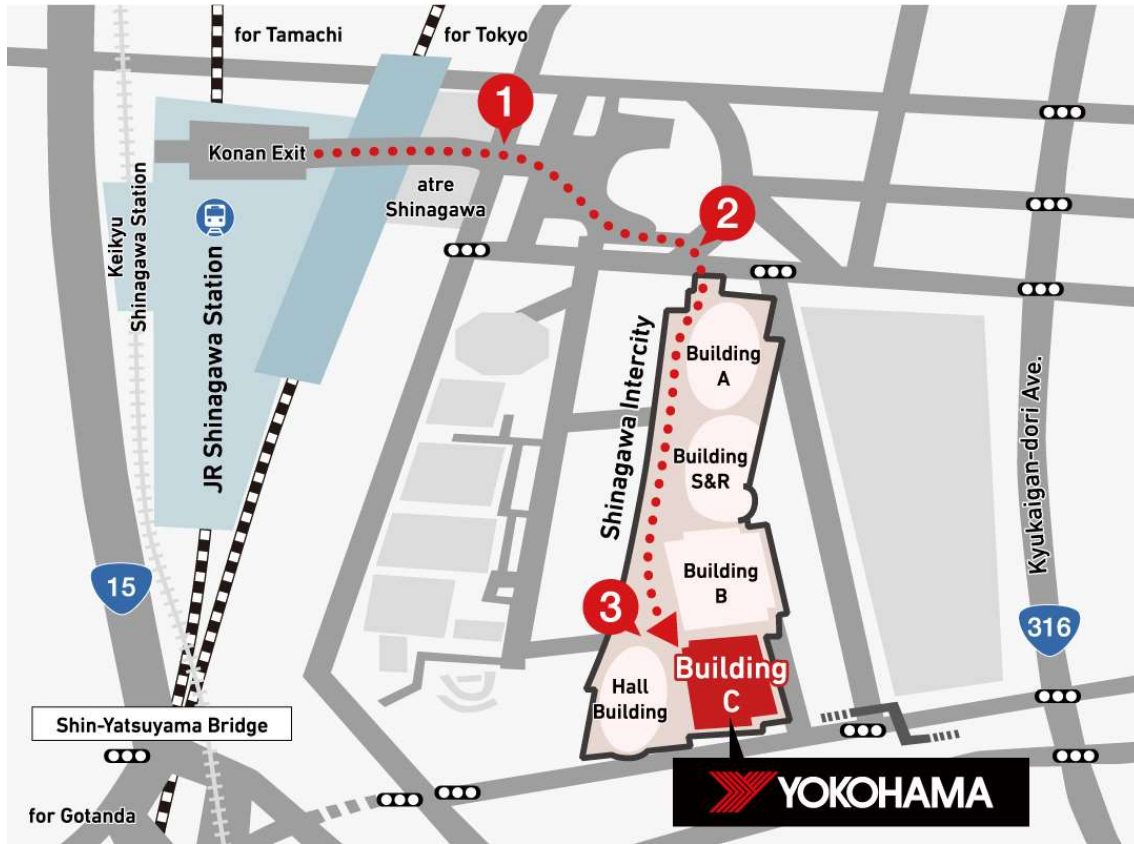 for Tamachi
for Tokyo
1
Konan Exit
atre
Shinagawa
2
Keikyu
Shinagawa Station
JR Shinagawa Station
Shinagawa Intercity
Building
A
Building
S&R
Building
B
Kyukaigan-dori Ave.
15
3
316
Building
C
Hall
Building
Shin-Yatsuyama Bridge
for Gotanda
YOKOHAMA